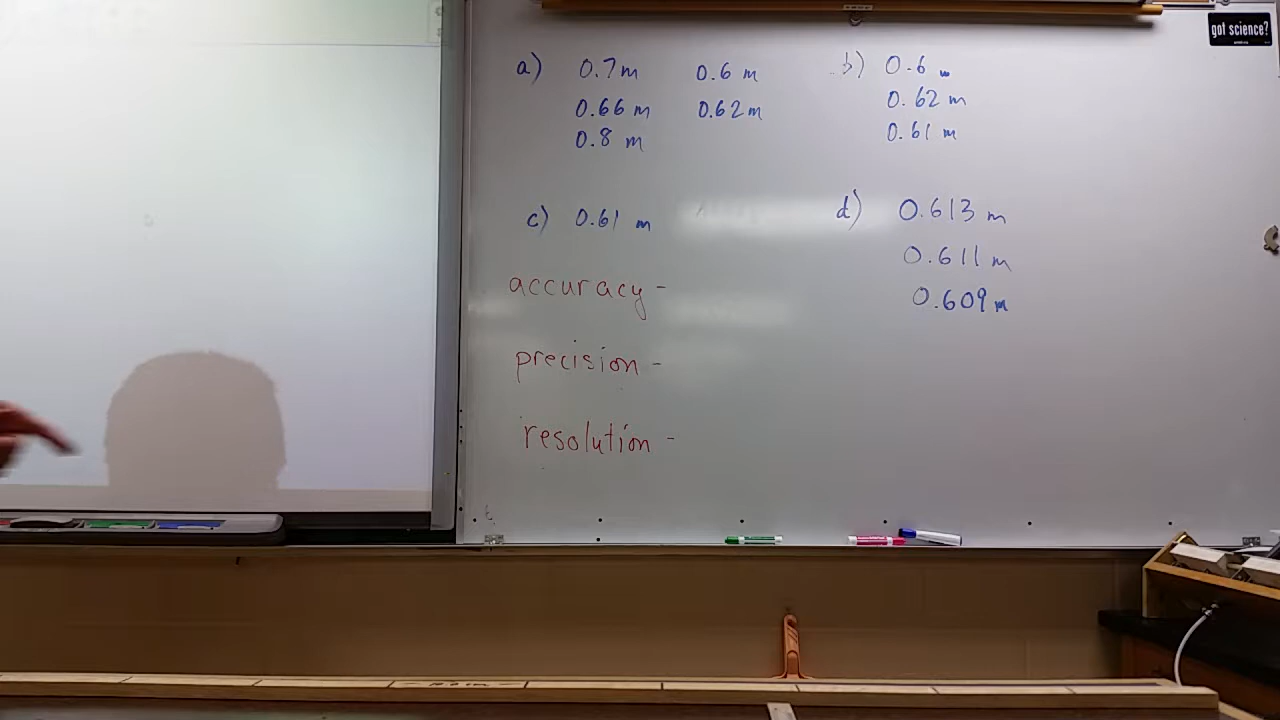 got science?
a) 0.7 m 0.6 m
0.66 m 0.62 m
0.8 m
b) 0.6 m
0.62 m
0.61 m
c) 0.61 m
d) 0.613 m
0.611 m
0.609 m
accuracy -
precision -
resolution -